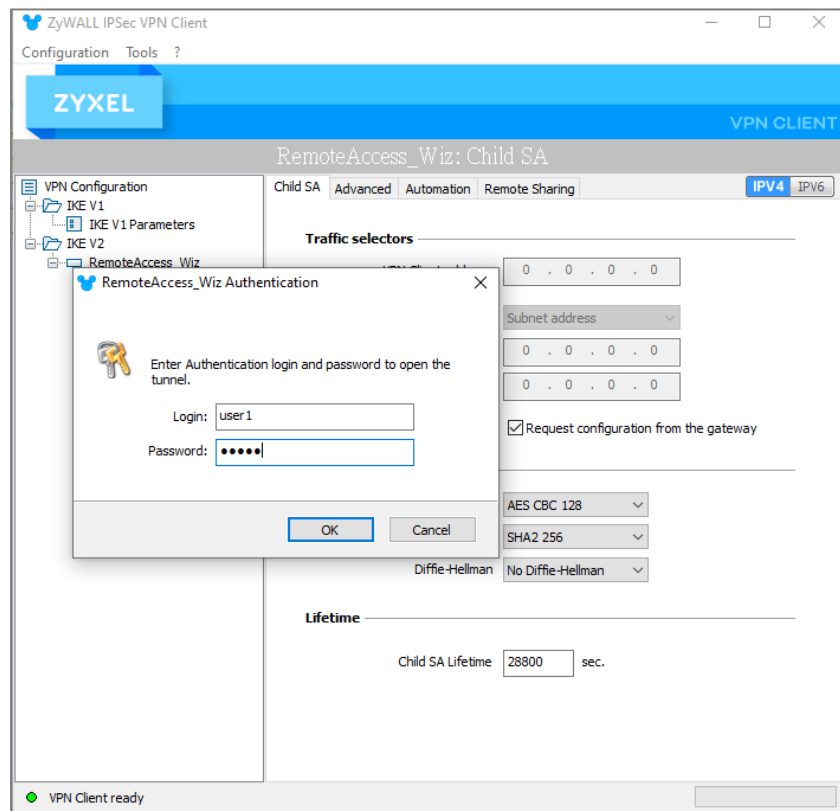 ZyWALL IPSec VPN Client
Configuration Tools ?
ZYXEL
VPN CLIENT
RemoteAccess_Wiz: Child SA
VPN Configuration
IKE V1
IKE V1 Parameters
IKE V2
RemoteAccess_Wiz
Child SA Advanced Automation Remote Sharing IPV4 IPV6
Traffic selectors
0 . 0 . 0 . 0
Subnet address
0 . 0 . 0 . 0
0 . 0 . 0 . 0
Request configuration from the gateway
AES CBC 128
SHA2 256
Diffie-Hellman No Diffie-Hellman
Lifetime
Child SA Lifetime 28800 sec.
RemoteAccess_Wiz Authentication
Enter Authentication login and password to open the
tunnel.
Login: user1
Password: •••••
OK Cancel
VPN Client ready